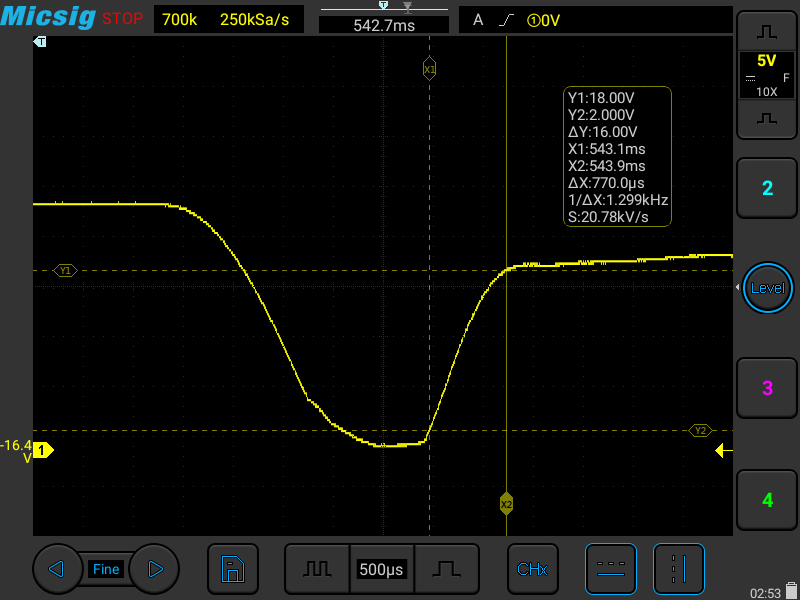 Micsig STOP 700k 250kSa/s 542.7ms A ①0V
T
T
X1
5V
F
10X
Y1:18.00V
Y2:2.000V
ΔY:16.00V
X1:543.1ms
X2:543.9ms
ΔX:770.0μs
1/ΔX:1.299kHz
S:20.78kV/s
2
Y1
Level
3
Y2
-16.4
V
1
X2
4
Fine 500μs CHx
02:53